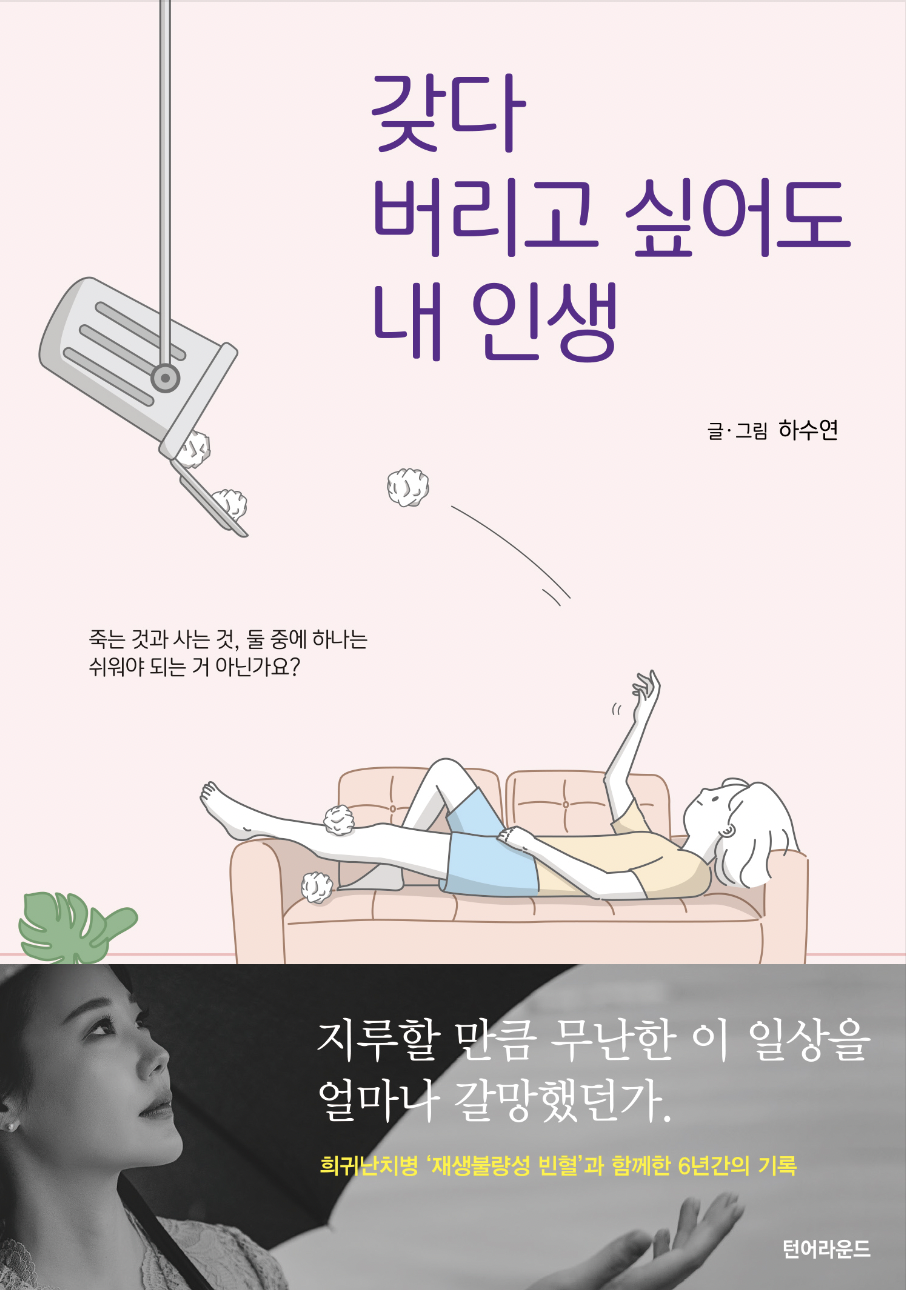 갖다
버리고 싶어도
내 인생
글·그림 하수연
죽는 것과 사는 것, 둘 중에 하나는
쉬워야 되는 거 아닌가요?
지루할 만큼 무난한 이 일상을
얼마나 갈망했던가.
희귀난치병 ‘재생불량성 빈혈’과 함께한 6년간의 기록
턴어라운드